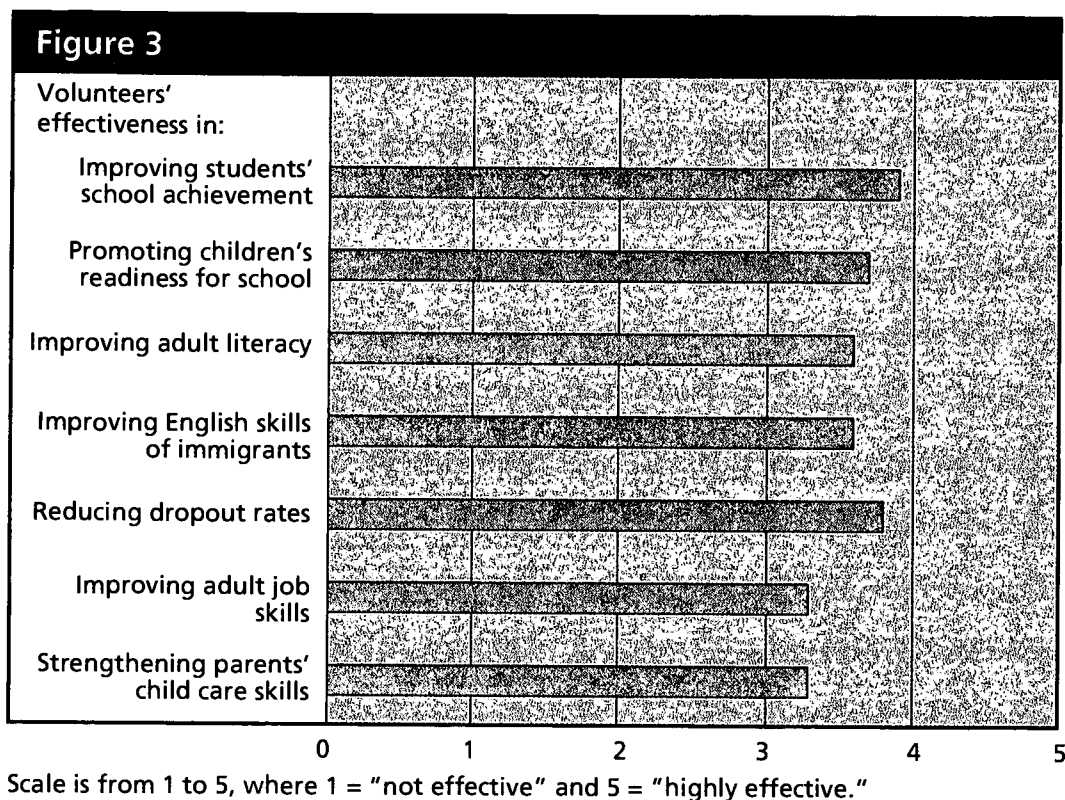 Figure 3
Volunteers'
effectiveness in:
Improving students'
school achievement
Promoting children's
readiness for school
Improving adult literacy
Improving English skills
of immigrants
Reducing dropout rates
Improving adult job
skills
Strengthening parents'
child care skills
0 1 2 3 4 5
Scale is from 1 to 5, where 1 = "not effective" and 5 = "highly effective."